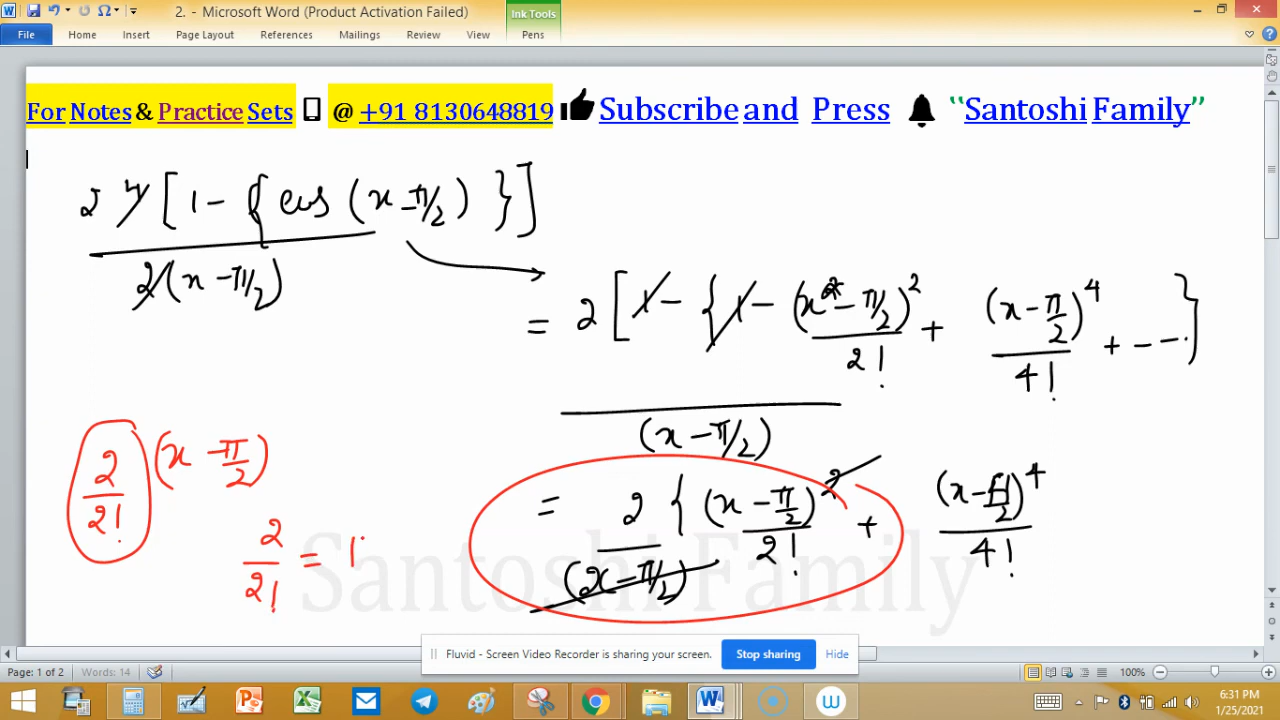 2. - Microsoft Word (Product Activation Failed)
Ink Tools
File Home Insert Page Layout References Mailings Review View Pens
For Notes & Practice Sets @ +91 8130648819 Subscribe and Press "Santoshi Family"
2 4 [1 - { cos (x - π/2) }]
2(x - π/2)
= 2 [1 - { 1 - (x - π/2)^2 / 2! + (x - π/2)^4 / 4! + - - · }
(x - π/2)
= 2 { (x - π/2)^2 / 2! + (x - π/2)^4 / 4!
(x - π/2)
2/2! (x - π/2)
2/2! = 1
Santoshi Family
Fluvid - Screen Video Recorder is sharing your screen. Stop sharing Hide
Page: 1 of 2 Words: 14 100%
6:31 PM
1/25/2021